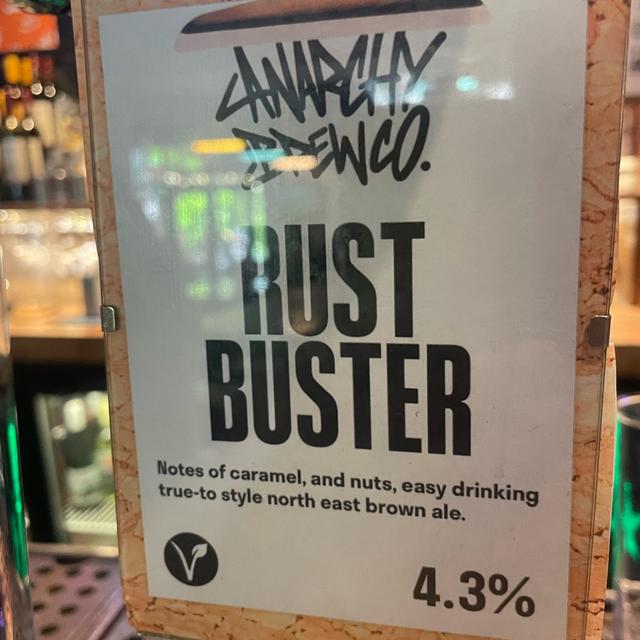 ANARCHY
BREW CO.
RUST
BUSTER
Notes of caramel, and nuts, easy drinking
true-to style north east brown ale.
V
4.3%